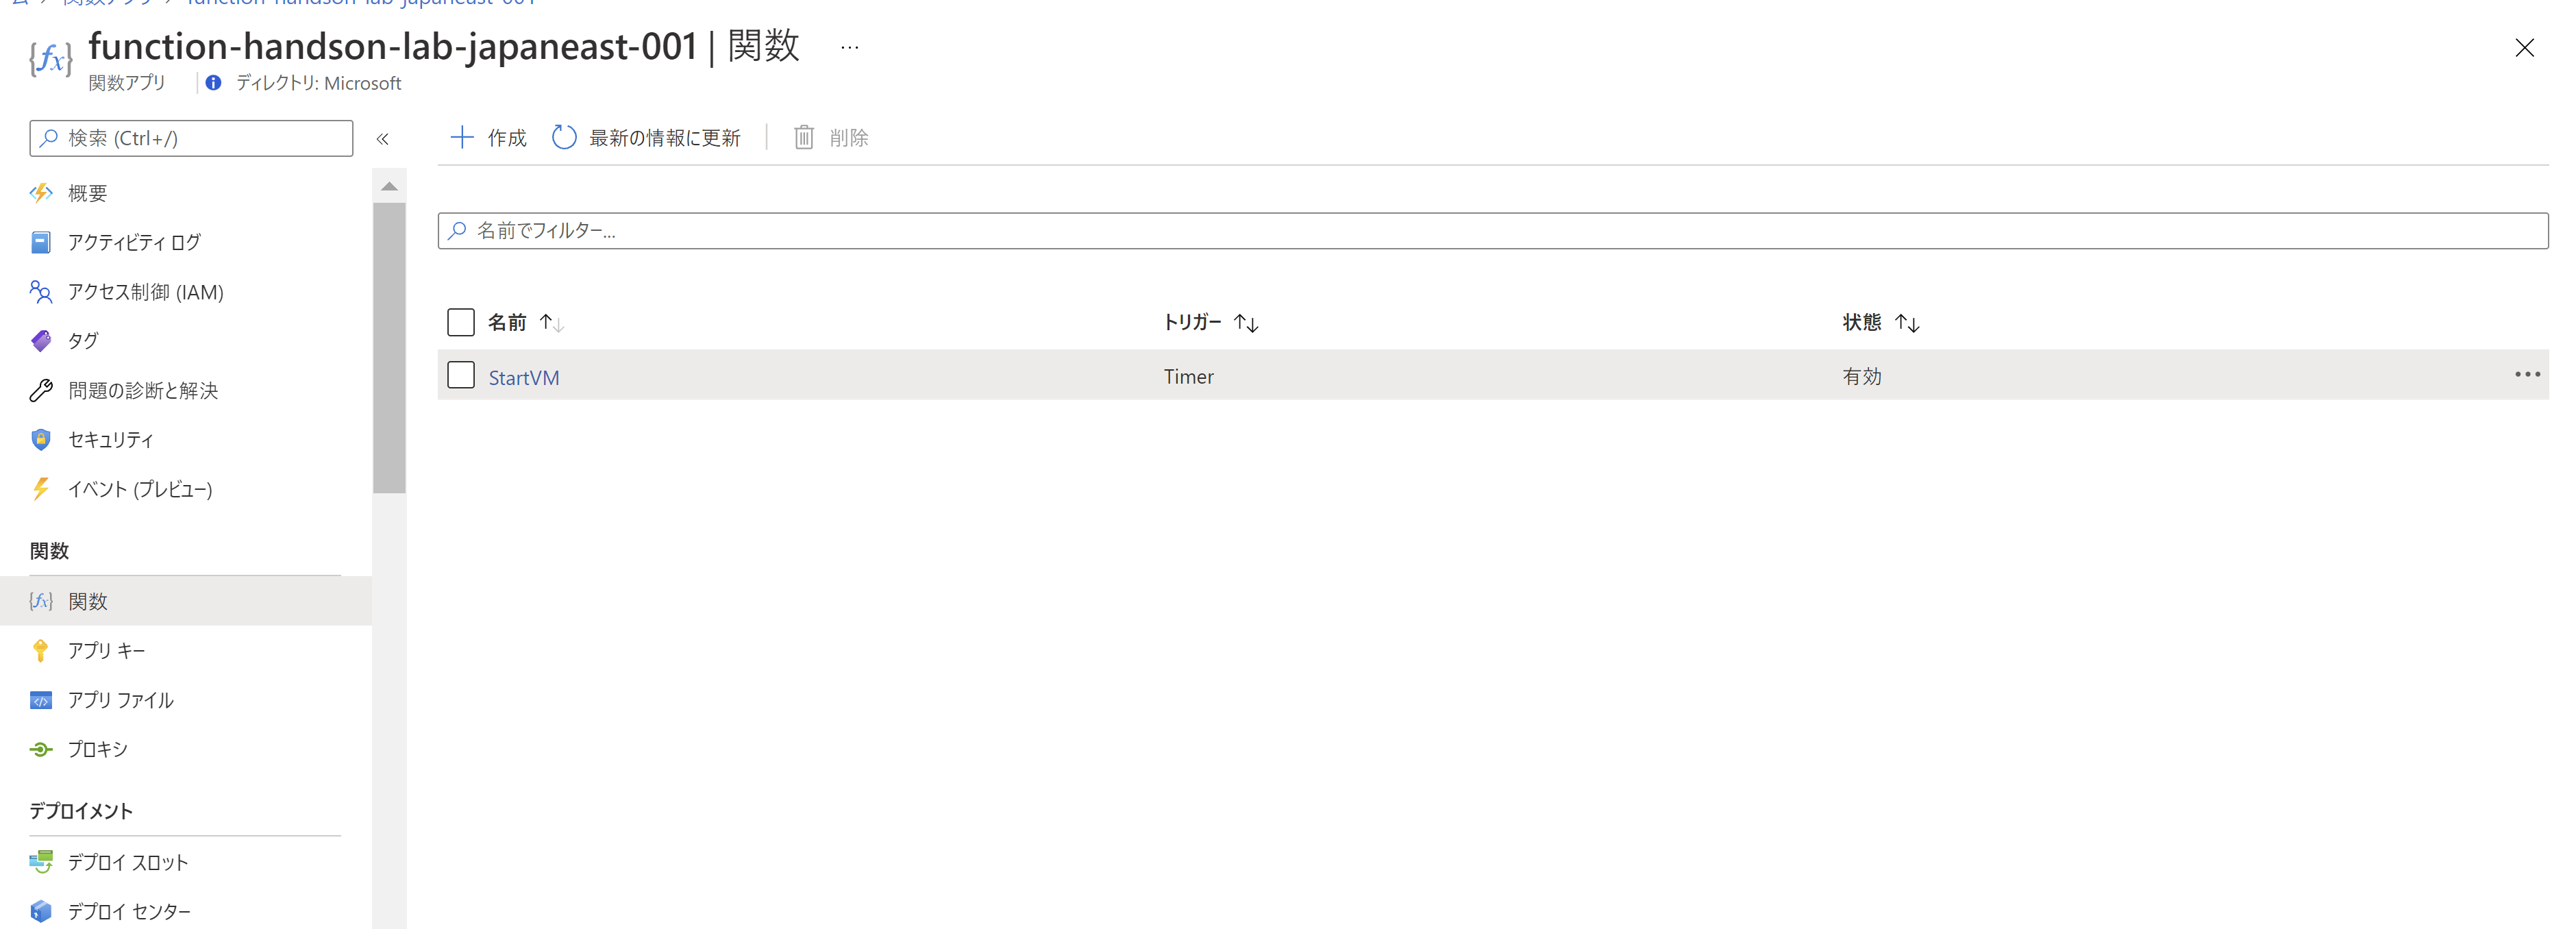 関数アプリ > function-handson-lab-japaneast-001
function-handson-lab-japaneast-001 | 関数 ...
関数アプリ
ディレクトリ: Microsoft
検索 (Ctrl+/)
«
作成
最新の情報に更新
削除
概要
アクティビティ ログ
アクセス制御 (IAM)
タグ
問題の診断と解決
セキュリティ
イベント (プレビュー)
関数
関数
アプリ キー
アプリ ファイル
プロキシ
デプロイメント
デプロイ スロット
デプロイ センター
名前でフィルター...
名前 ↑↓
トリガー ↑↓
状態 ↑↓
StartVM
Timer
有効